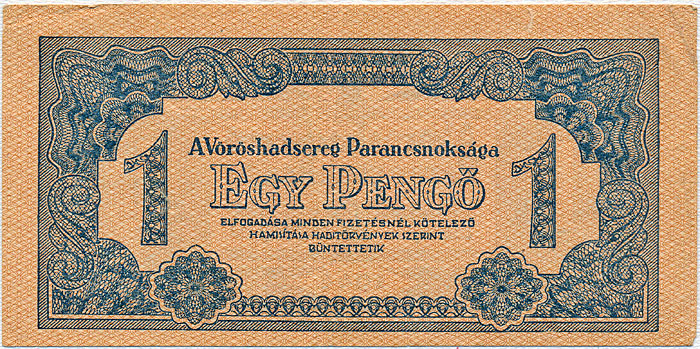 1 1
A Vöröshadsereg Parancsnoksága
EGY PENGŐ
ELFOGADÁSA MINDEN FIZETÉSNÉL KÖTELEZŐ
HAMISÍTÁSA HADITÖRVÉNYEK SZERINT
BÜNTETTETIK